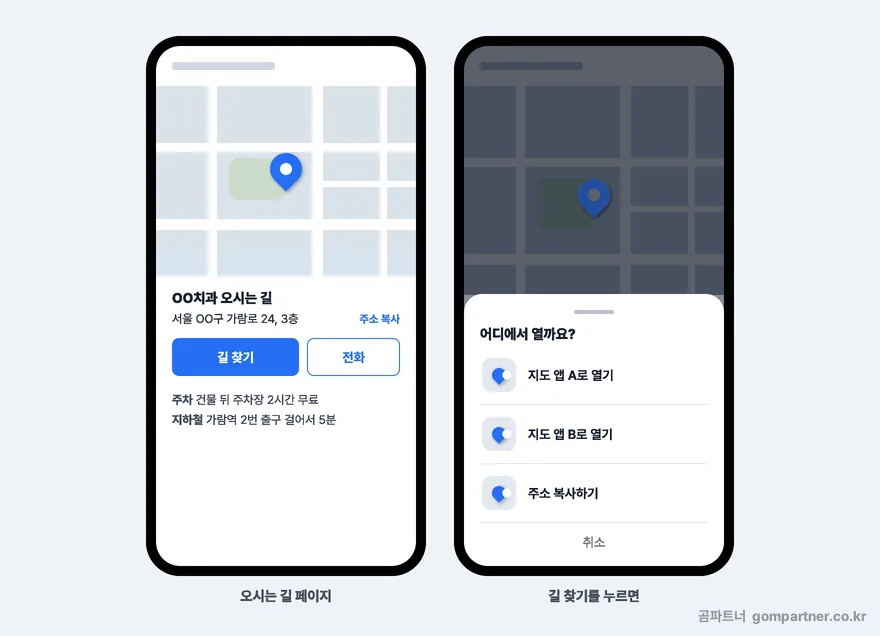 OO치과 오시는 길
서울 OO구 가람로 24, 3층
주소 복사
길 찾기
전화
주차 건물 뒤 주차장 2시간 무료
지하철 가람역 2번 출구 걸어서 5분
오시는 길 페이지
어디에서 열까요?
지도 앱 A로 열기
지도 앱 B로 열기
주소 복사하기
취소
길 찾기를 누르면
곰파트너 gompartner.co.kr